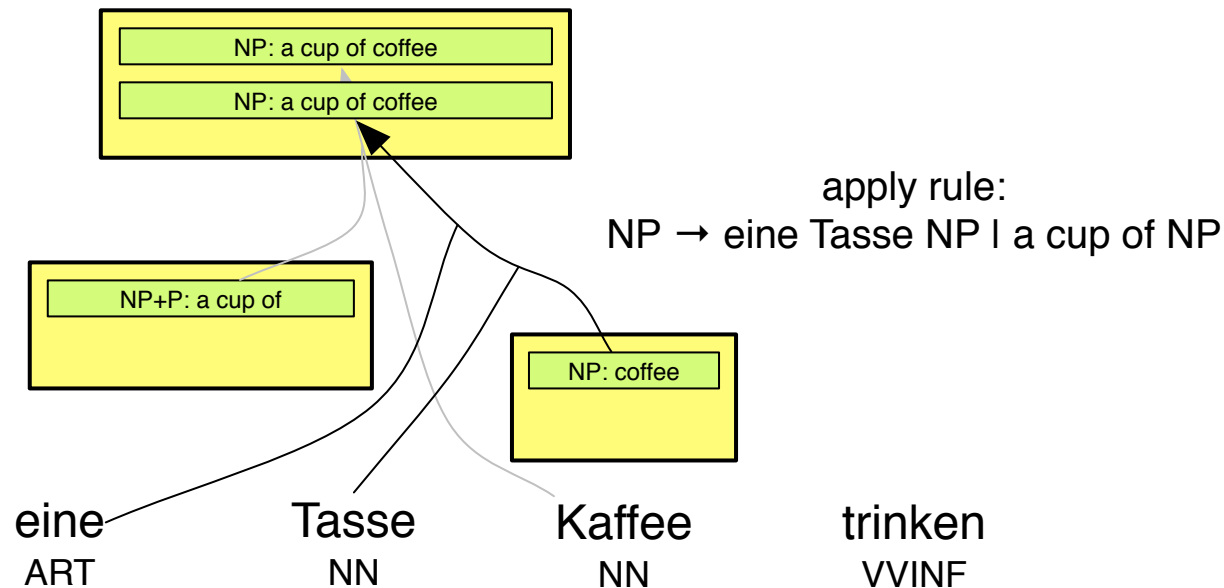 NP: a cup of coffee
NP: a cup of coffee
apply rule:
NP → eine Tasse NP | a cup of NP
NP+P: a cup of
NP: coffee
eine Tasse Kaffee trinken
ART NN NN VVINF